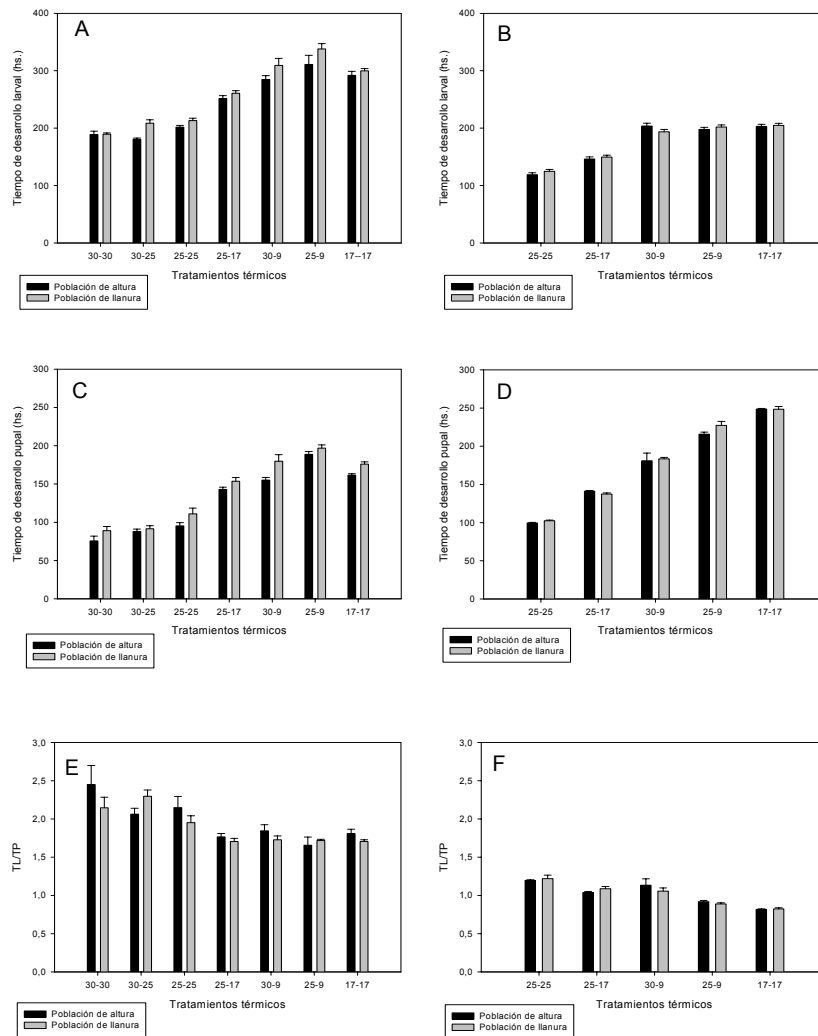 A
Tiempo de desarrollo larval (hs.)
400
300
200
100
0
30-30 30-25 25-25 25-17 30-9 25-9 17--17
Tratamientos térmicos
Población de altura
Población de llanura
B
Tiempo de desarrollo larval (hs.)
400
300
200
100
0
25-25 25-17 30-9 25-9 17-17
Tratamientos térmicos
Población de altura
Población de llanura
C
Tiempo de desarrollo pupal (hs.)
300
250
200
150
100
50
0
30-30 30-25 25-25 25-17 30-9 25-9 17-17
Tratamientos térmicos
Población de altura
Población de llanura
D
Tiempo de desarrollo pupal (hs.)
300
250
200
150
100
50
0
25-25 25-17 30-9 25-9 17-17
Tratamientos térmicos
Población de altura
Población de llanura
E
TL/TP
3,0
2,5
2,0
1,5
1,0
0,5
0,0
30-30 30-25 25-25 25-17 30-9 25-9 17-17
Tratamientos térmicos
Población de altura
Población de llanura
F
TL/TP
3,0
2,5
2,0
1,5
1,0
0,5
0,0
25-25 25-17 30-9 25-9 17-17
Tratamientos térmicos
Población de altura
Población de llanura